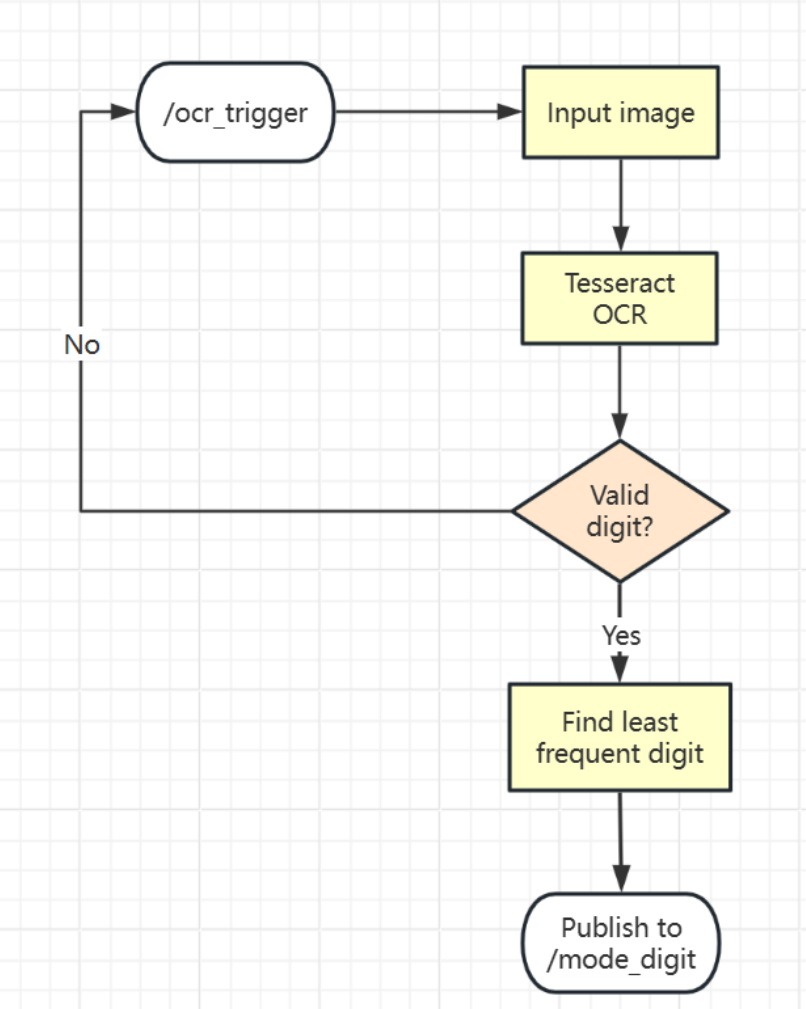 /ocr_trigger
Input image
Tesseract
OCR
No
Valid
digit?
Yes
Find least
frequent digit
Publish to
/mode_digit